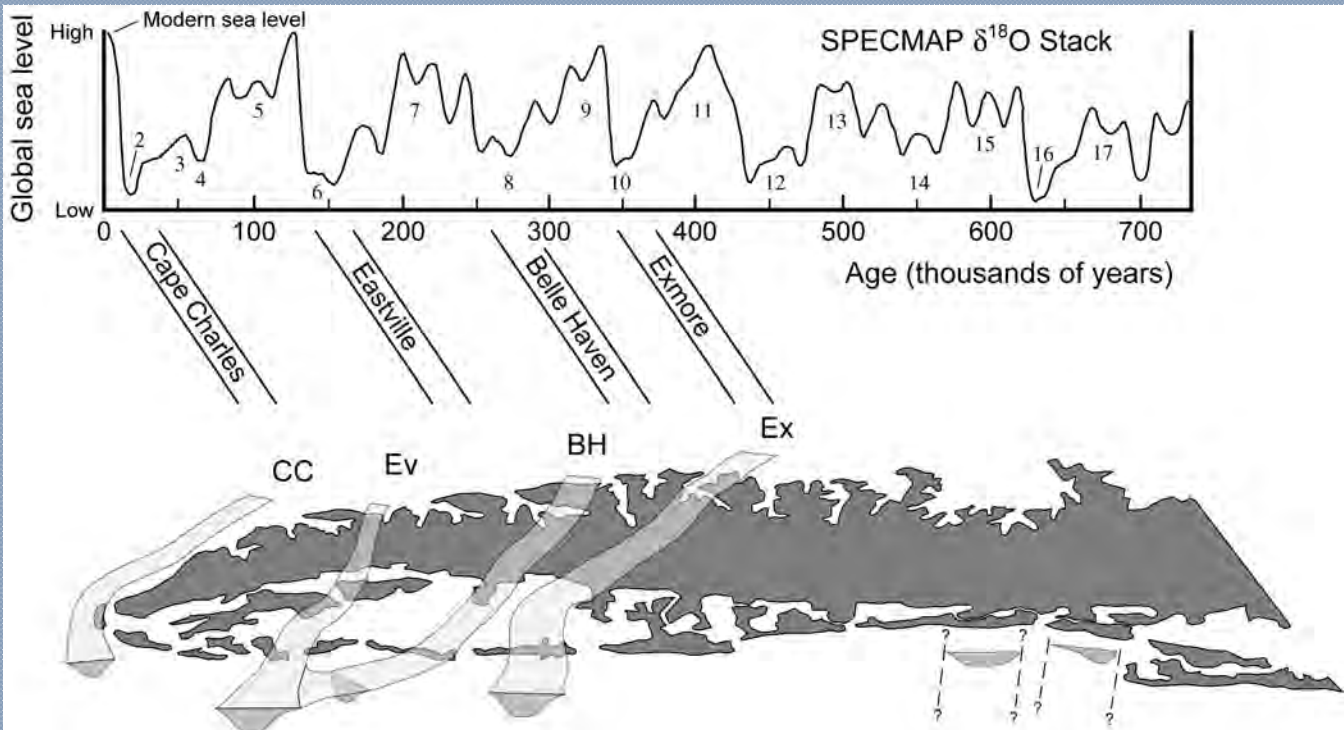 High
Modern sea level
SPECMAP δ¹⁸O Stack
Global sea level
2
3
4
5
6
7
8
9
10
11
12
13
14
15
16
17
Low
0
100
200
300
400
500
600
700
Age (thousands of years)
Cape Charles
Eastville
Belle Haven
Exmore
CC
Ev
BH
Ex
? ? ? ?
? ? ? ?